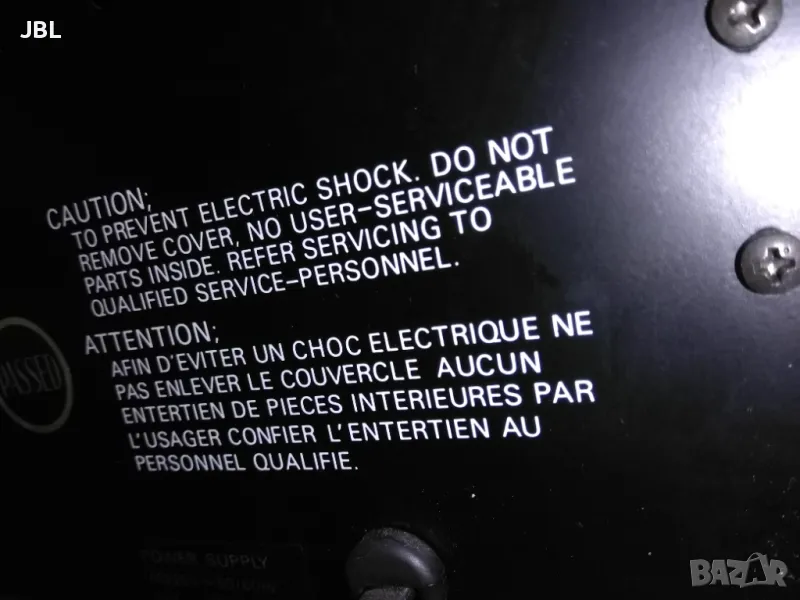 JBL
CAUTION;
TO PREVENT ELECTRIC SHOCK. DO NOT
REMOVE COVER, NO USER-SERVICEABLE
PARTS INSIDE. REFER SERVICING TO
QUALIFIED SERVICE-PERSONNEL.
ATTENTION;
AFIN D'EVITER UN CHOC ELECTRIQUE NE
PAS ENLEVER LE COUVERCLE AUCUN
ENTERTIEN DE PIECES INTERIEURES PAR
L'USAGER CONFIER L'ENTERTIEN AU
PERSONNEL QUALIFIE.
PASSED
POWER SUPPLY
BAZAR